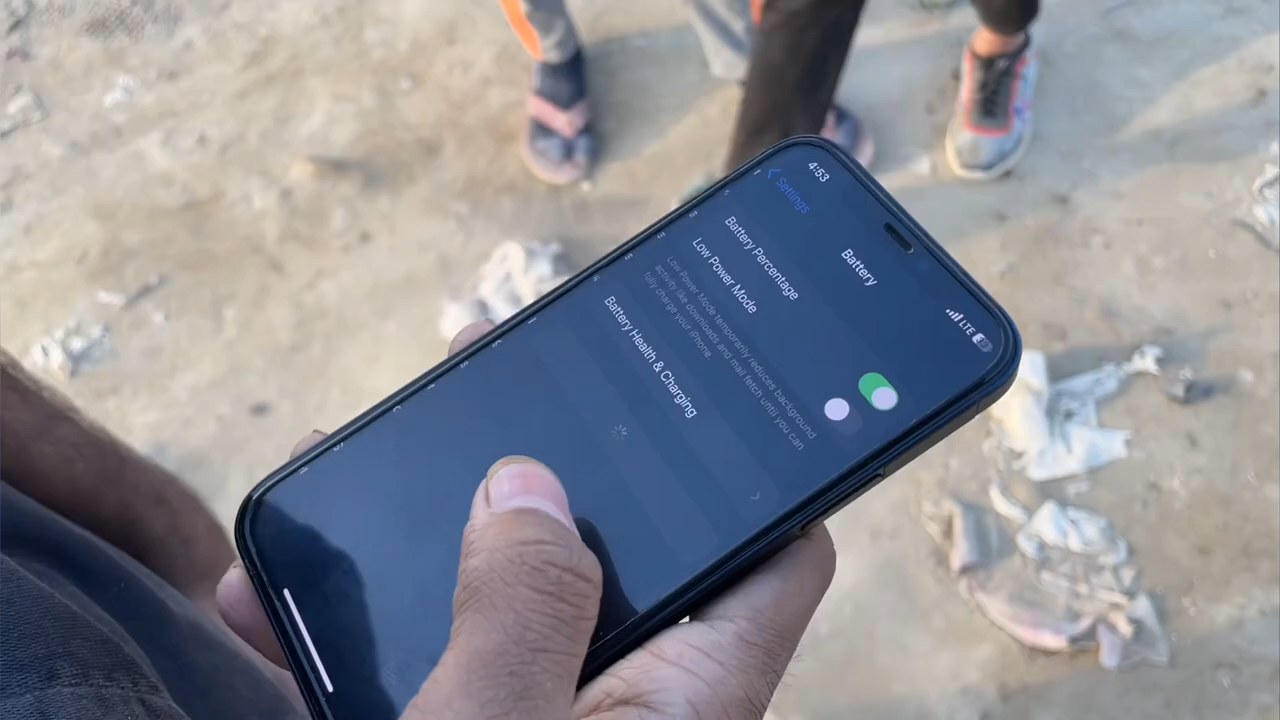 4:53
LTE
Settings
Battery
Battery Percentage
Low Power Mode
Low Power Mode temporarily reduces background
activity like downloads and mail fetch until you can
fully charge your iPhone.
Battery Health & Charging